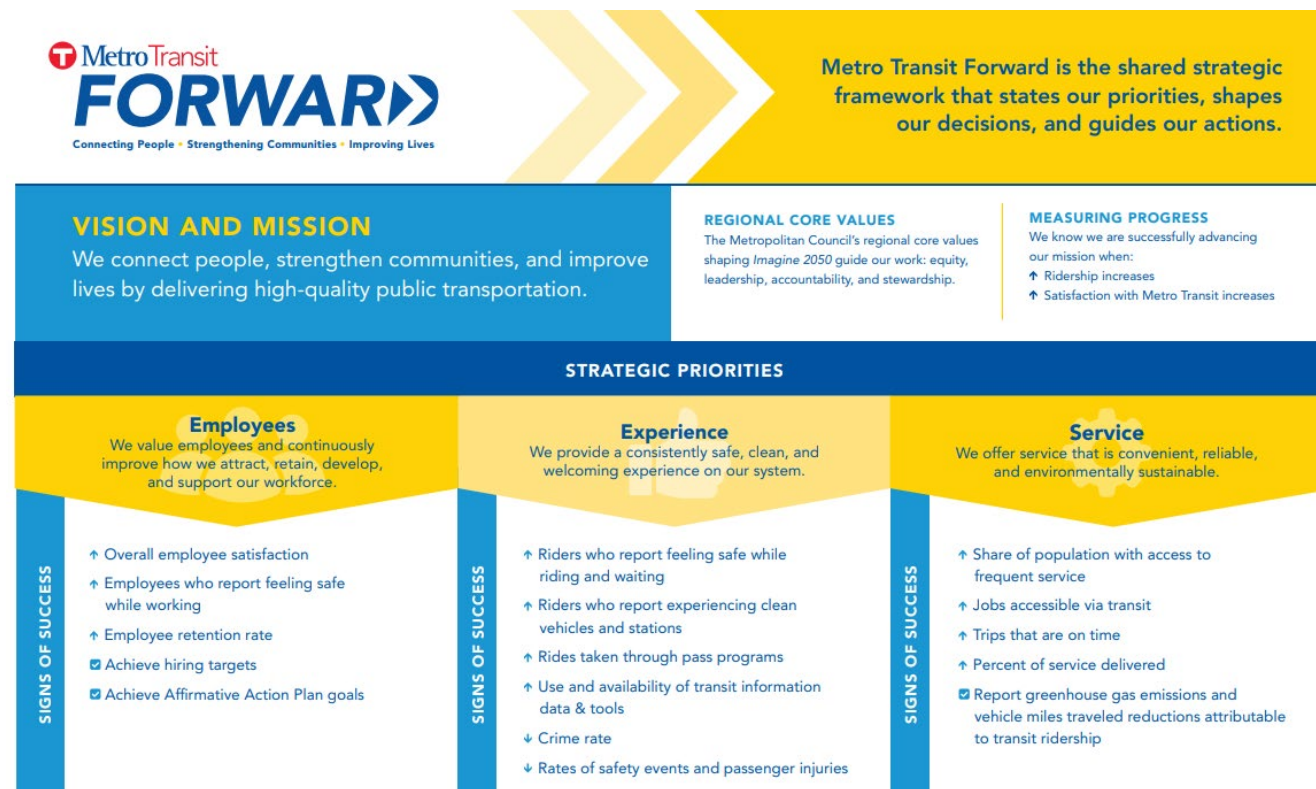 T MetroTransit
FORWARD
Connecting People • Strengthening Communities • Improving Lives
Metro Transit Forward is the shared strategic
framework that states our priorities, shapes
our decisions, and guides our actions.
VISION AND MISSION
We connect people, strengthen communities, and improve
lives by delivering high-quality public transportation.
REGIONAL CORE VALUES
The Metropolitan Council's regional core values
shaping Imagine 2050 guide our work: equity,
leadership, accountability, and stewardship.
MEASURING PROGRESS
We know we are successfully advancing
our mission when:
↑ Ridership increases
↑ Satisfaction with Metro Transit increases
STRATEGIC PRIORITIES
Employees
We value employees and continuously
improve how we attract, retain, develop,
and support our workforce.
SIGNS OF SUCCESS
↑ Overall employee satisfaction
↑ Employees who report feeling safe
while working
↑ Employee retention rate
☑ Achieve hiring targets
☑ Achieve Affirmative Action Plan goals
Experience
We provide a consistently safe, clean, and
welcoming experience on our system.
SIGNS OF SUCCESS
↑ Riders who report feeling safe while
riding and waiting
↑ Riders who report experiencing clean
vehicles and stations
↑ Rides taken through pass programs
↑ Use and availability of transit information
data & tools
↓ Crime rate
↓ Rates of safety events and passenger injuries
Service
We offer service that is convenient, reliable,
and environmentally sustainable.
SIGNS OF SUCCESS
↑ Share of population with access to
frequent service
↑ Jobs accessible via transit
↑ Trips that are on time
↑ Percent of service delivered
☑ Report greenhouse gas emissions and
vehicle miles traveled reductions attributable
to transit ridership